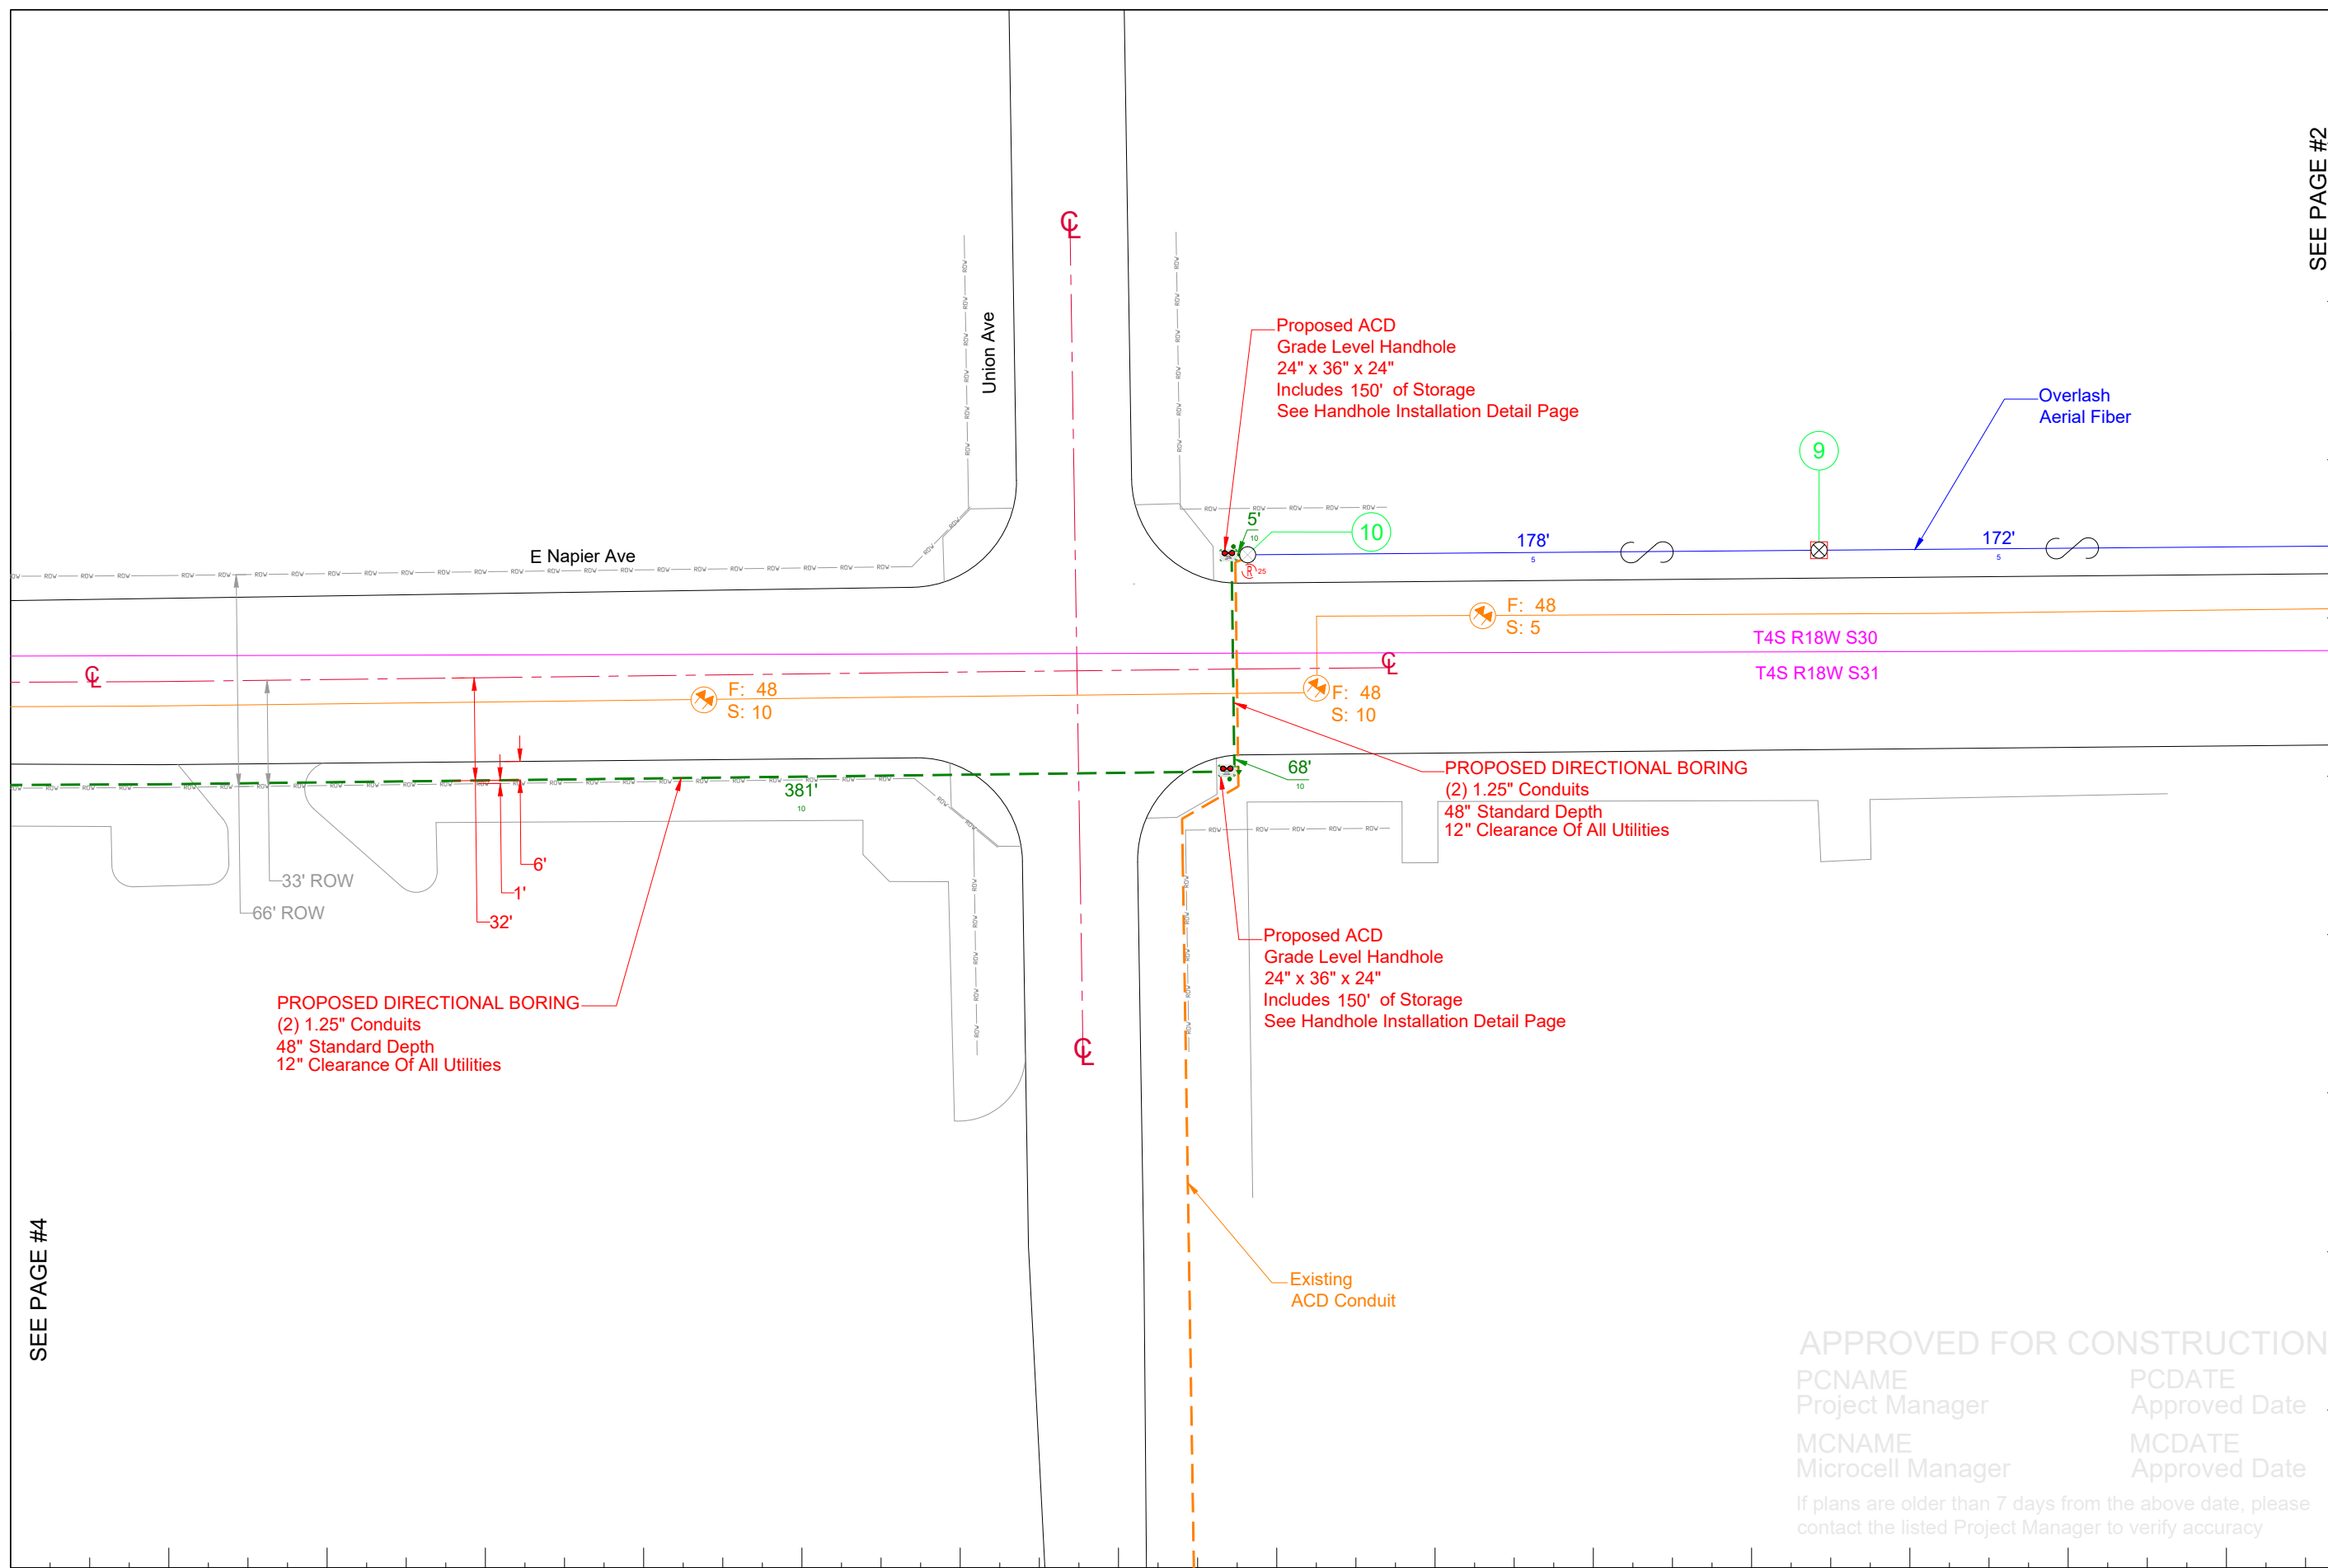 SEE PAGE #2
Union Ave
Proposed ACD
Grade Level Handhole
24" x 36" x 24"
Includes 150' of Storage
See Handhole Installation Detail Page
Overlash
Aerial Fiber
9
5'
10
10
178'
5
172'
5
E Napier Ave
R 25
F: 48
S: 5
T4S R18W S30
T4S R18W S31
F: 48
S: 10
F: 48
S: 10
68'
10
381'
10
PROPOSED DIRECTIONAL BORING
(2) 1.25" Conduits
48" Standard Depth
12" Clearance Of All Utilities
6'
33' ROW
1'
66' ROW
32'
Proposed ACD
Grade Level Handhole
24" x 36" x 24"
Includes 150' of Storage
See Handhole Installation Detail Page
PROPOSED DIRECTIONAL BORING
(2) 1.25" Conduits
48" Standard Depth
12" Clearance Of All Utilities
SEE PAGE #4
Existing
ACD Conduit
APPROVED FOR CONSTRUCTION
PCNAME PCDATE
Project Manager Approved Date
MCNAME MCDATE
Microcell Manager Approved Date
If plans are older than 7 days from the above date, please
contact the listed Project Manager to verify accuracy